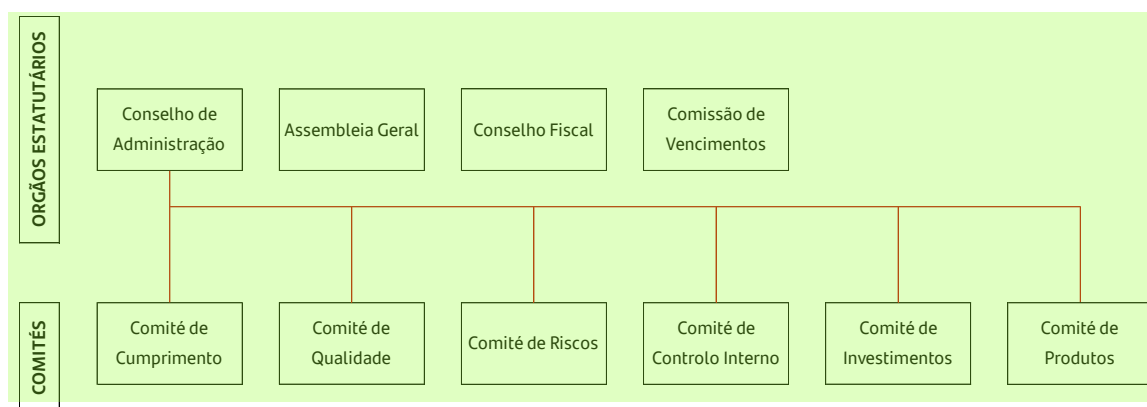 ORGÃOS ESTATUTÁRIOS
Conselho de
Administração
Assembleia Geral
Conselho Fiscal
Comissão de
Vencimentos
COMITÉS
Comité de
Cumprimento
Comité de
Qualidade
Comité de Riscos
Comité de
Controlo Interno
Comité de
Investimentos
Comité de
Produtos